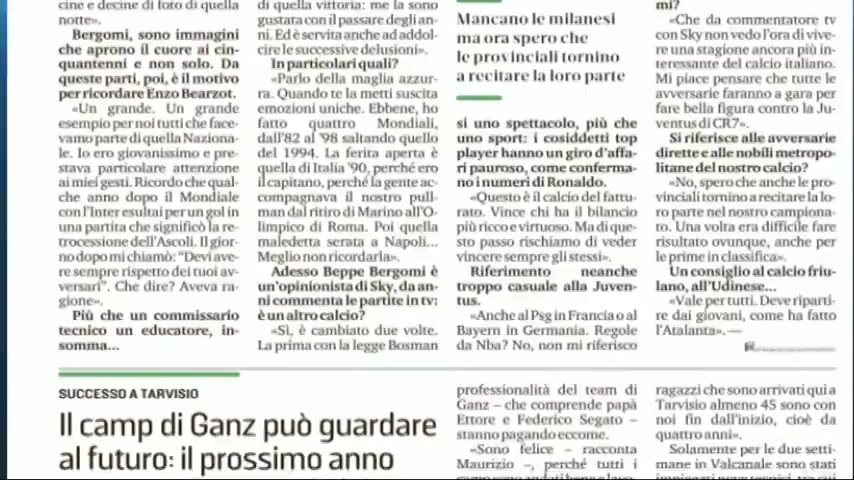 cine e decine di foto di quella
notte».
Bergomi, sono immagini
che aprono il cuore ai cin-
quantenni e non solo. Da
queste parti, poi, è il motivo
per ricordare Enzo Bearzot.
«Un grande. Un grande
esempio per noi tutti che face-
vamo parte di quella Naziona-
le. Io ero giovanissimo e pre-
stava particolare attenzione
ai miei gesti. Ricordo che qual-
che anno dopo il Mondiale
con l'Inter esultai per un gol in
una partita che significò la re-
trocessione dell'Ascoli. Il gior-
no dopo mi chiamò: “Devi ave-
re sempre rispetto dei tuoi av-
versari”. Che dire? Aveva ra-
gione».
Più che un commissario
tecnico un educatore, in-
somma...
di quella vittoria: me la sono
gustata con il passare degli an-
ni. Ed è servita anche ad addol-
cire le successive delusioni».
In particolari quali?
«Parlo della maglia azzur-
ra. Quando te la metti suscita
emozioni uniche. Ebbene, ho
fatto quattro Mondiali,
dall'82 al '98 saltando quello
del 1994. La ferita aperta è
quella di Italia '90, perché ero
il capitano, perché la gente ac-
compagnava il nostro pull-
man dal ritiro di Marino all'O-
limpico di Roma. Poi quella
maledetta serata a Napoli...
Meglio non ricordarla».
Adesso Beppe Bergomi è
un'opinionista di Sky, da an-
ni commenta le partite in tv:
è un altro calcio?
«Sì, è cambiato due volte.
La prima con la legge Bosman
Mancano le milanesi
ma ora spero che
le provinciali tornino
a recitare la loro parte
si uno spettacolo, più che
uno sport: i cosiddetti top
player hanno un giro d'affa-
ri pauroso, come conferma-
no i numeri di Ronaldo.
«Questo è il calcio del fattu-
rato. Vince chi ha il bilancio
più ricco e virtuoso. Ma di que-
sto passo rischiamo di veder
vincere sempre gli stessi».
Riferimento neanche
troppo casuale alla Juven-
tus.
«Anche al Psg in Francia o al
Bayern in Germania. Regole
da Nba? No, non mi riferisco
mi?
«Che da commentatore tv
con Sky non vedo l'ora di vive-
re una stagione ancora più in-
teressante del calcio italiano.
Mi piace pensare che tutte le
avversarie faranno a gara per
fare bella figura contro la Ju-
ventus di CR7».
Si riferisce alle avversarie
dirette e alle nobili metropo-
litane del nostro calcio?
«No, spero che anche le pro-
vinciali tornino a recitare la lo-
ro parte nel nostro campiona-
to. Una volta era difficile fare
risultato ovunque, anche per
le prime in classifica».
Un consiglio al calcio friu-
lano, all'Udinese...
«Vale per tutti. Deve riparti-
re dai giovani, come ha fatto
l'Atalanta». —
SUCCESSO A TARVISIO
Il camp di Ganz può guardare
al futuro: il prossimo anno
professionalità del team di
Ganz – che comprende papà
Ettore e Federico Segato –
stanno pagando eccome.
«Sono felice – racconta
Maurizio –, perché tutti i
ragazzi che sono arrivati qui a
Tarvisio almeno 45 sono con
noi fin dall'inizio, cioè da
quattro anni».
Solamente per le due setti-
mane in Valcanale sono stati